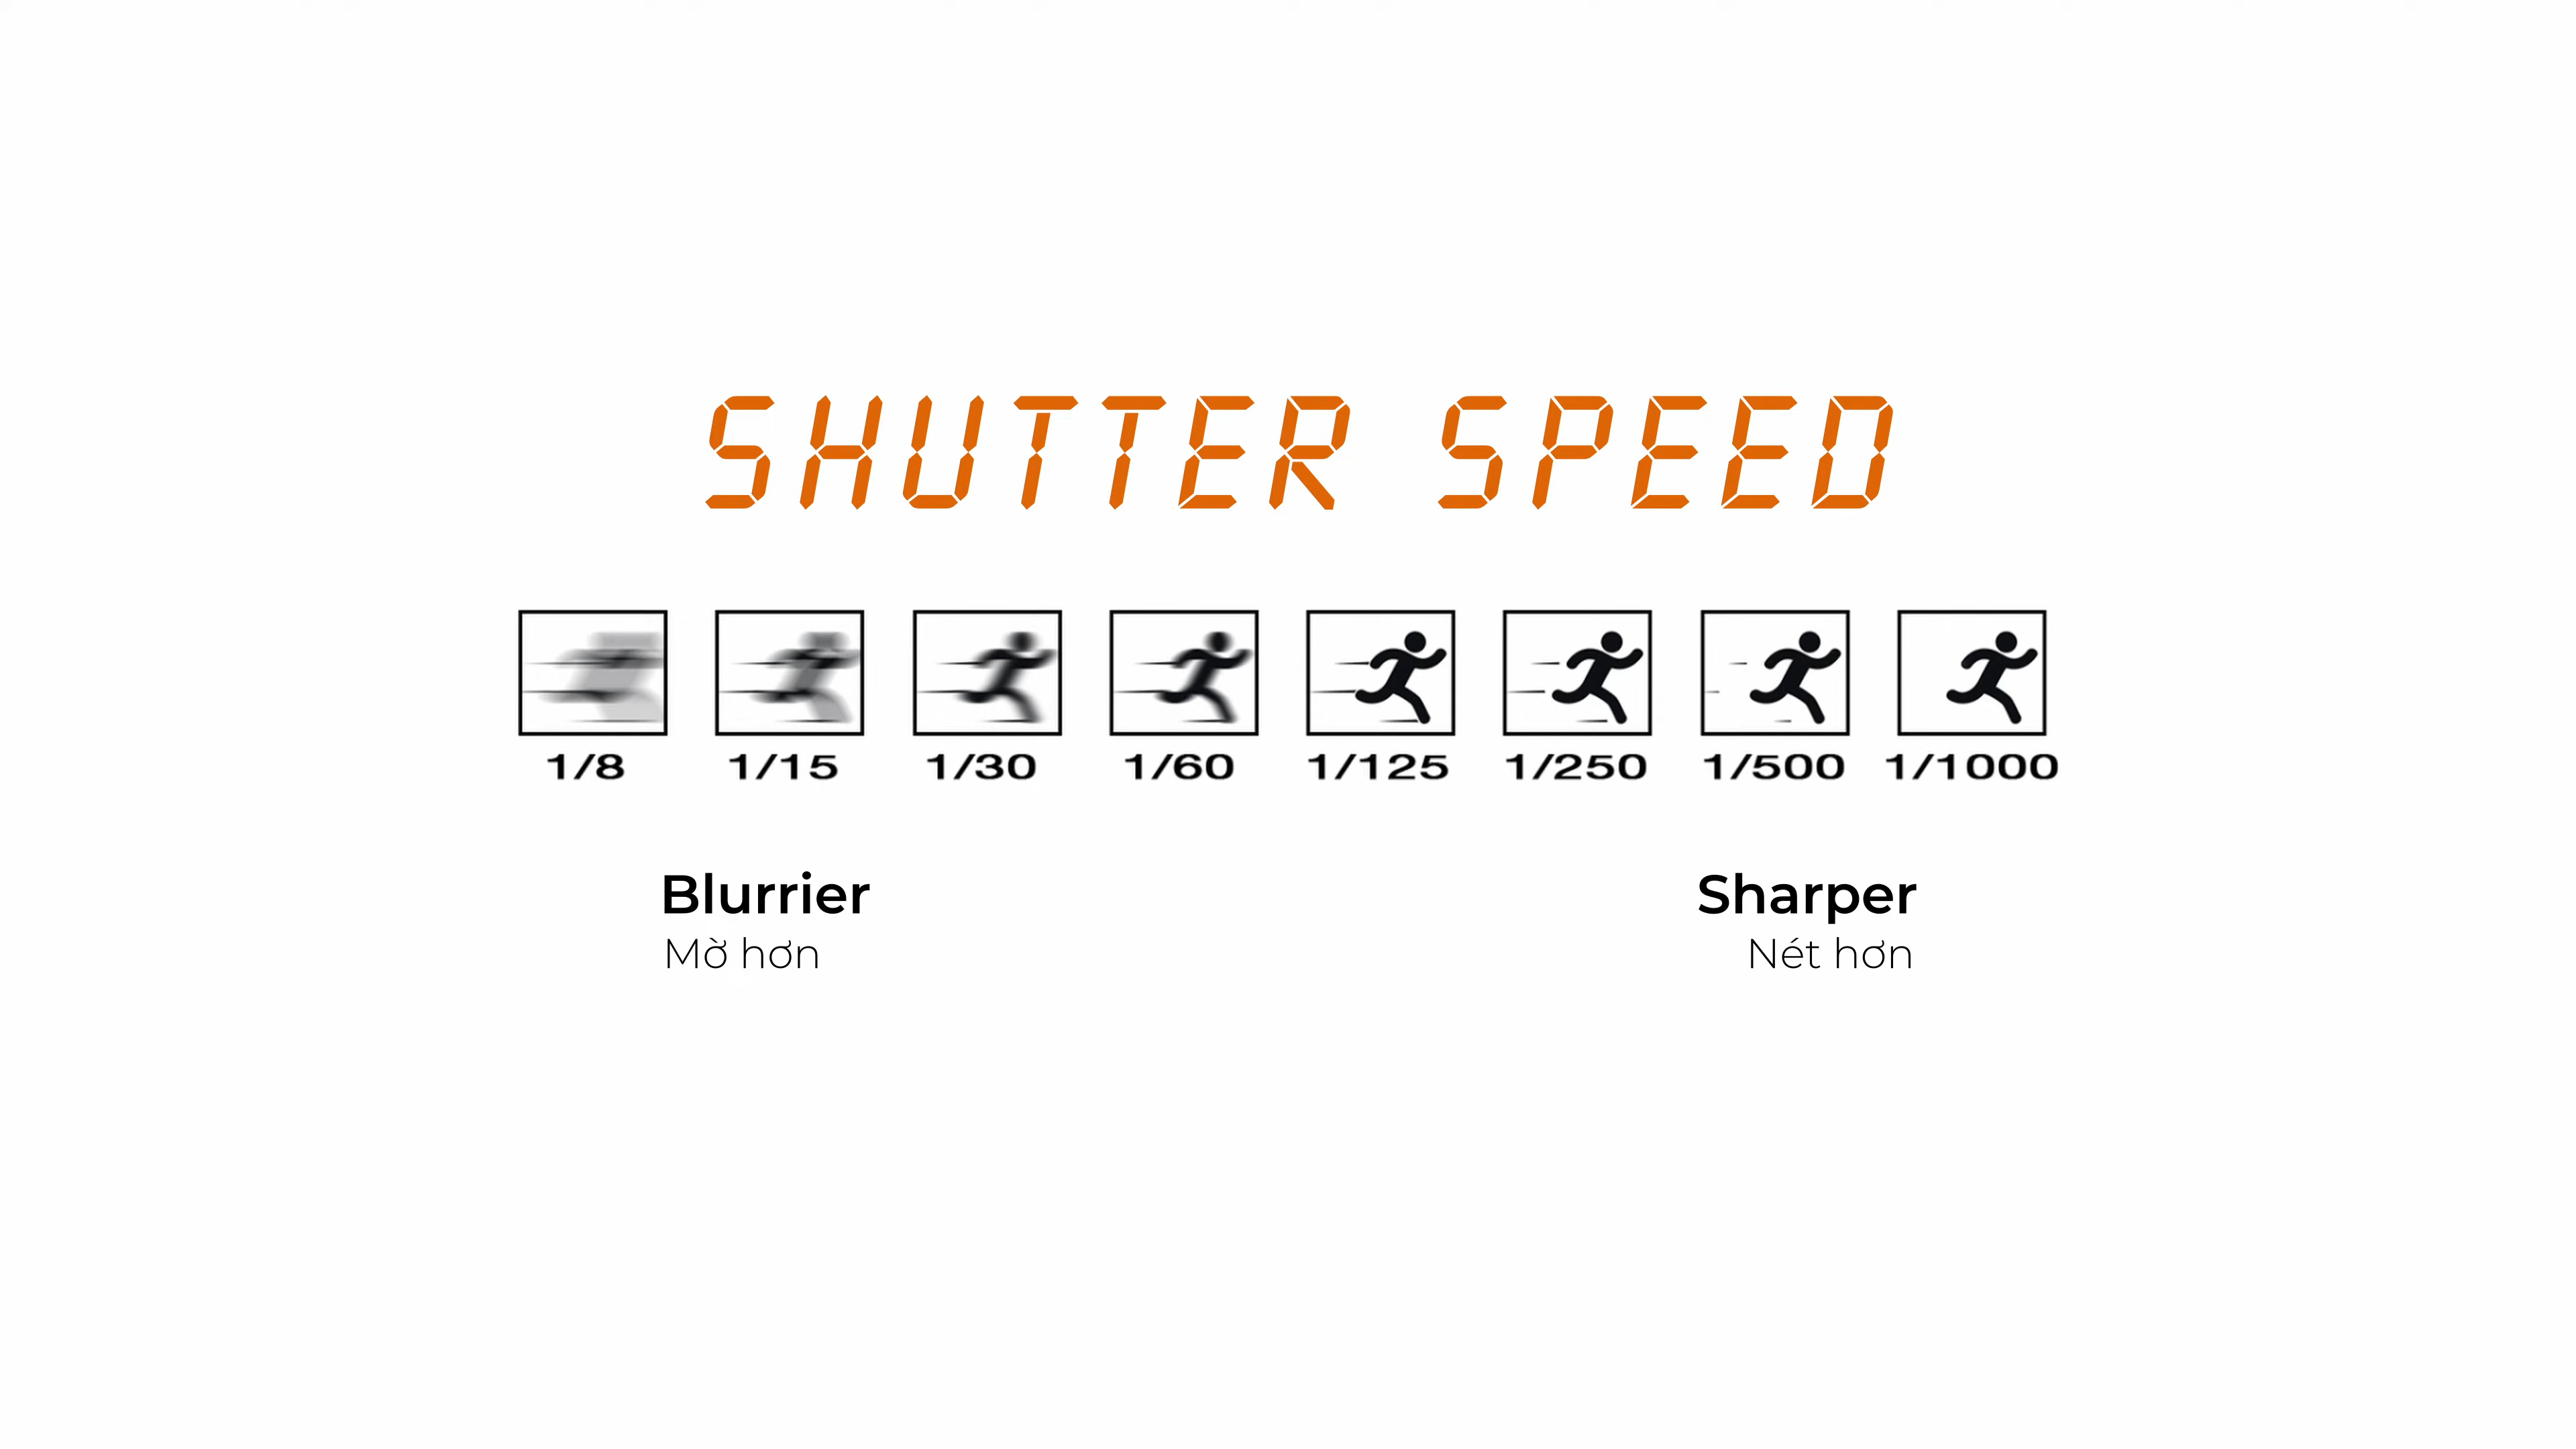 SHUTTER SPEED
1/8 1/15 1/30 1/60 1/125 1/250 1/500 1/1000
Blurrier Sharper
Mờ hơn Nét hơn